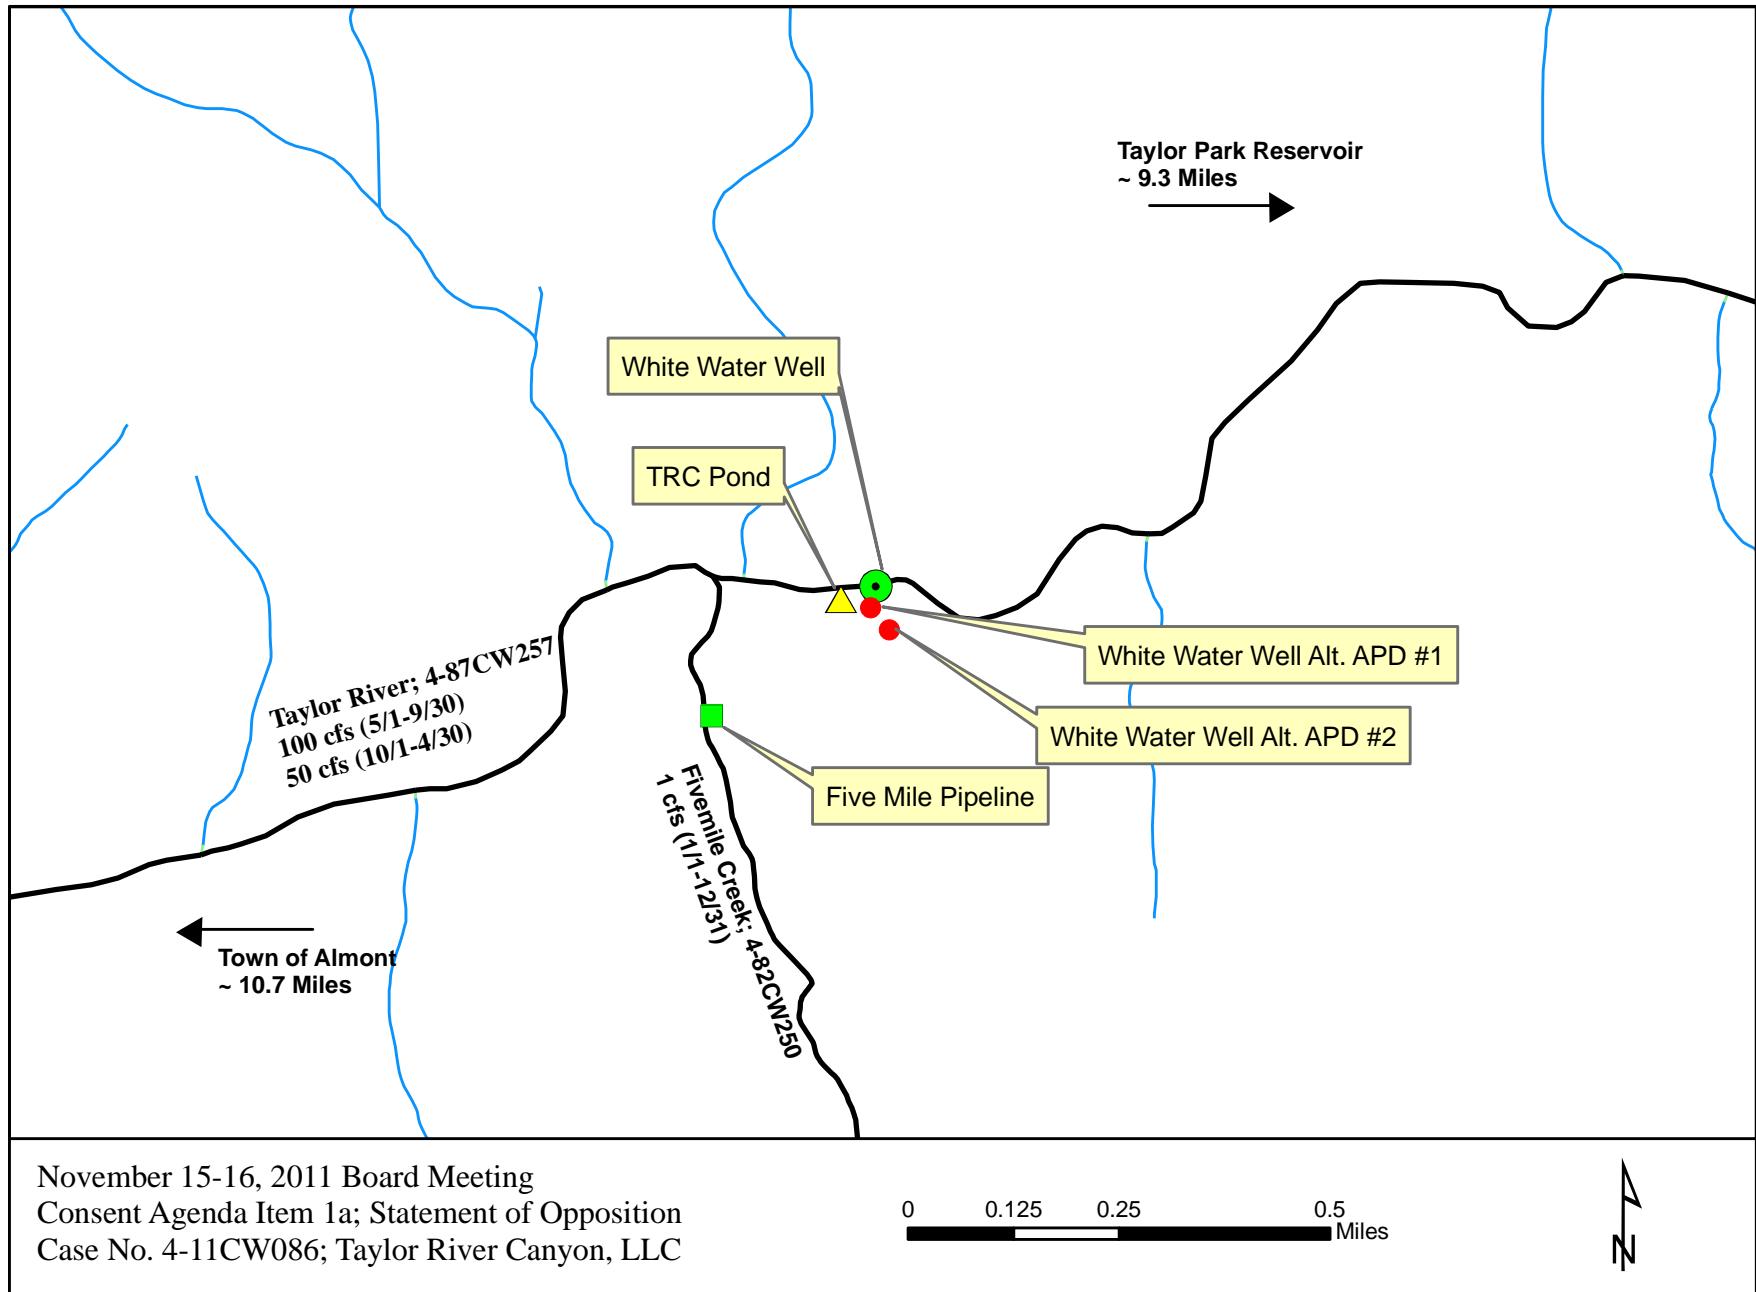 Taylor Park Reservoir
~ 9.3 Miles
White Water Well
TRC Pond
White Water Well Alt. APD #1
White Water Well Alt. APD #2
Five Mile Pipeline
Taylor River; 4-87CW257
100 cfs (5/1-9/30)
50 cfs (10/1-4/30)
Fivemile Creek; 4-82CW250
1 cfs (1/1-12/31)
Town of Almont
~ 10.7 Miles
November 15-16, 2011 Board Meeting
Consent Agenda Item 1a; Statement of Opposition
Case No. 4-11CW086; Taylor River Canyon, LLC
0 0.125 0.25 0.5
Miles
N